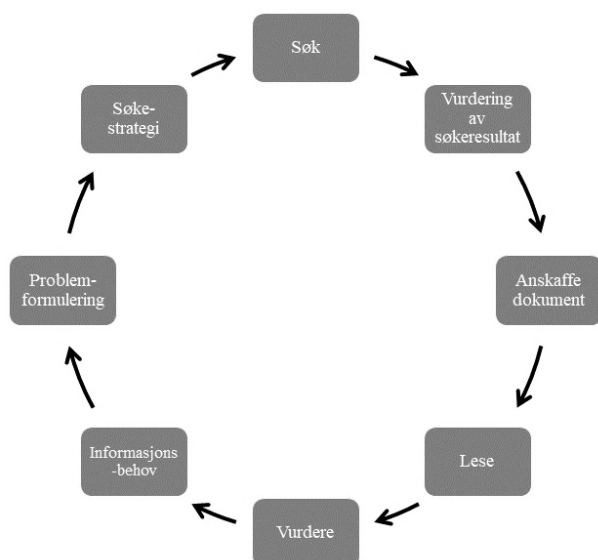 Søk
Vurdering
av
søkeresultat
Anskaffe
dokument
Lese
Vurdere
Informasjons
-behov
Problem-
formulering
Søke-
strategi